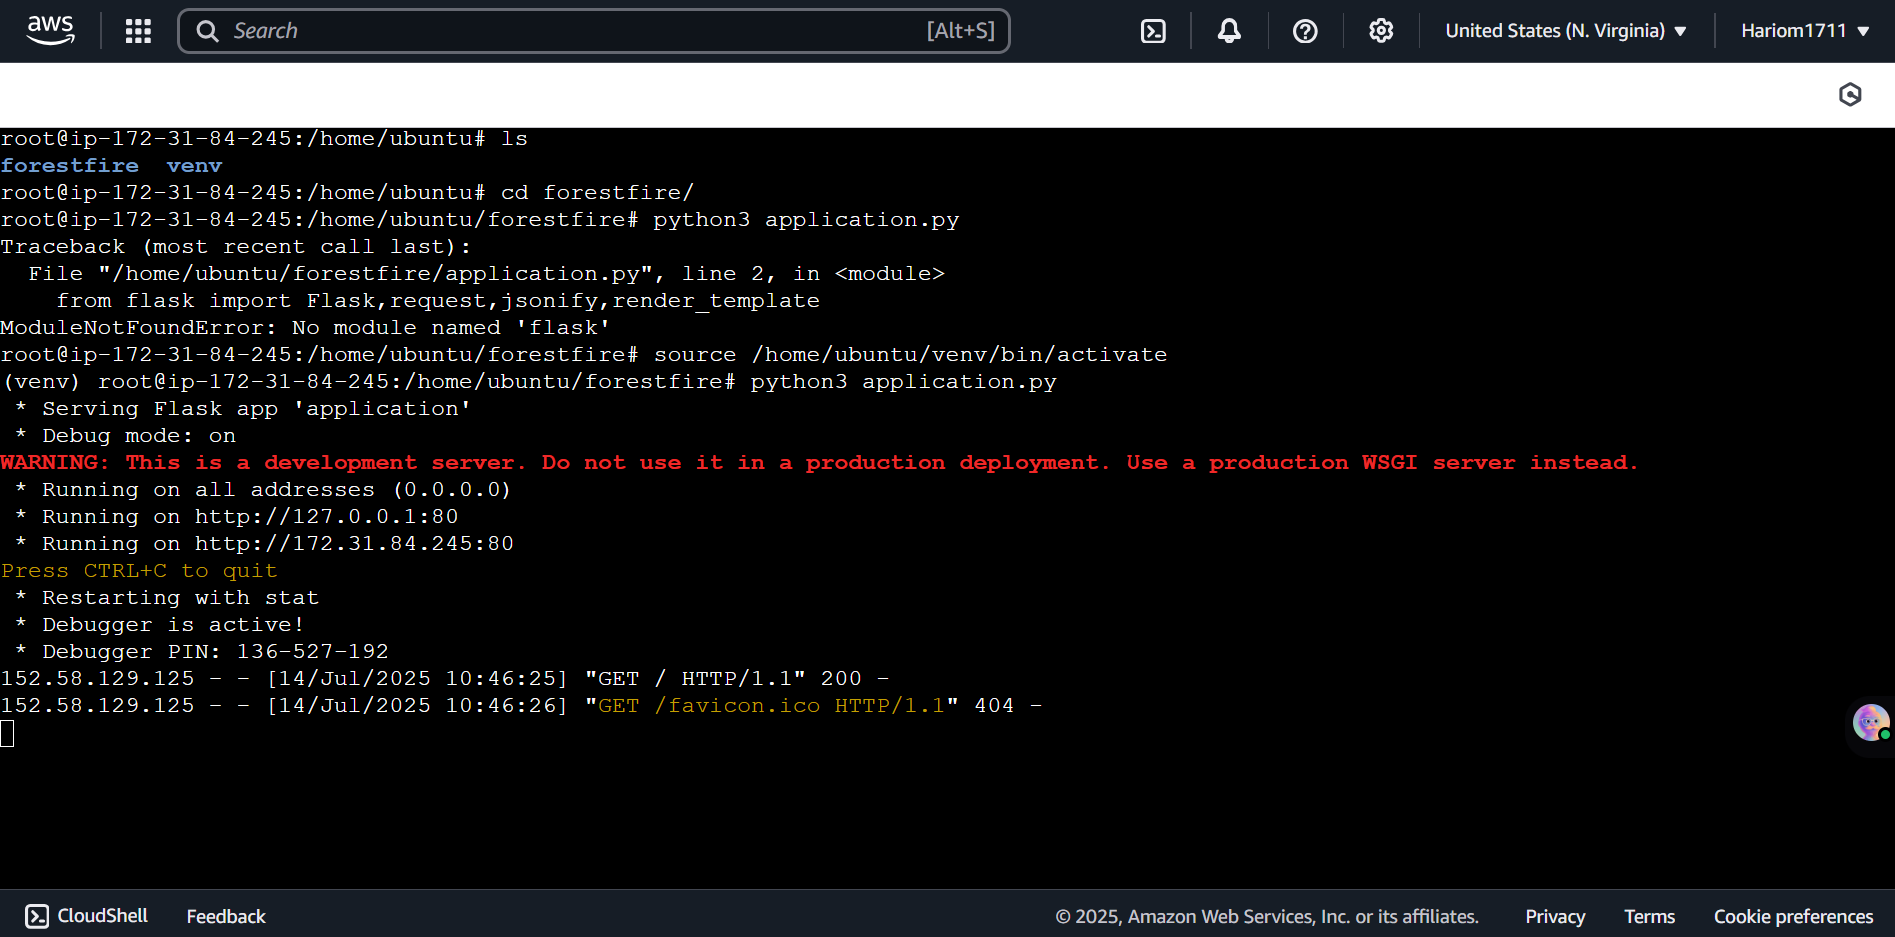 aws
Search
[Alt+S]
United States (N. Virginia)
Hariom1711
root@ip-172-31-84-245:/home/ubuntu# ls
forestfire  venv
root@ip-172-31-84-245:/home/ubuntu# cd forestfire/
root@ip-172-31-84-245:/home/ubuntu/forestfire# python3 application.py
Traceback (most recent call last):
  File "/home/ubuntu/forestfire/application.py", line 2, in <module>
    from flask import Flask,request,jsonify,render_template
ModuleNotFoundError: No module named 'flask'
root@ip-172-31-84-245:/home/ubuntu/forestfire# source /home/ubuntu/venv/bin/activate
(venv) root@ip-172-31-84-245:/home/ubuntu/forestfire# python3 application.py
 * Serving Flask app 'application'
 * Debug mode: on
WARNING: This is a development server. Do not use it in a production deployment. Use a production WSGI server instead.
 * Running on all addresses (0.0.0.0)
 * Running on http://127.0.0.1:80
 * Running on http://172.31.84.245:80
Press CTRL+C to quit
 * Restarting with stat
 * Debugger is active!
 * Debugger PIN: 136-527-192
152.58.129.125 - - [14/Jul/2025 10:46:25] "GET / HTTP/1.1" 200 -
152.58.129.125 - - [14/Jul/2025 10:46:26] "GET /favicon.ico HTTP/1.1" 404 -
CloudShell
Feedback
© 2025, Amazon Web Services, Inc. or its affiliates.
Privacy
Terms
Cookie preferences